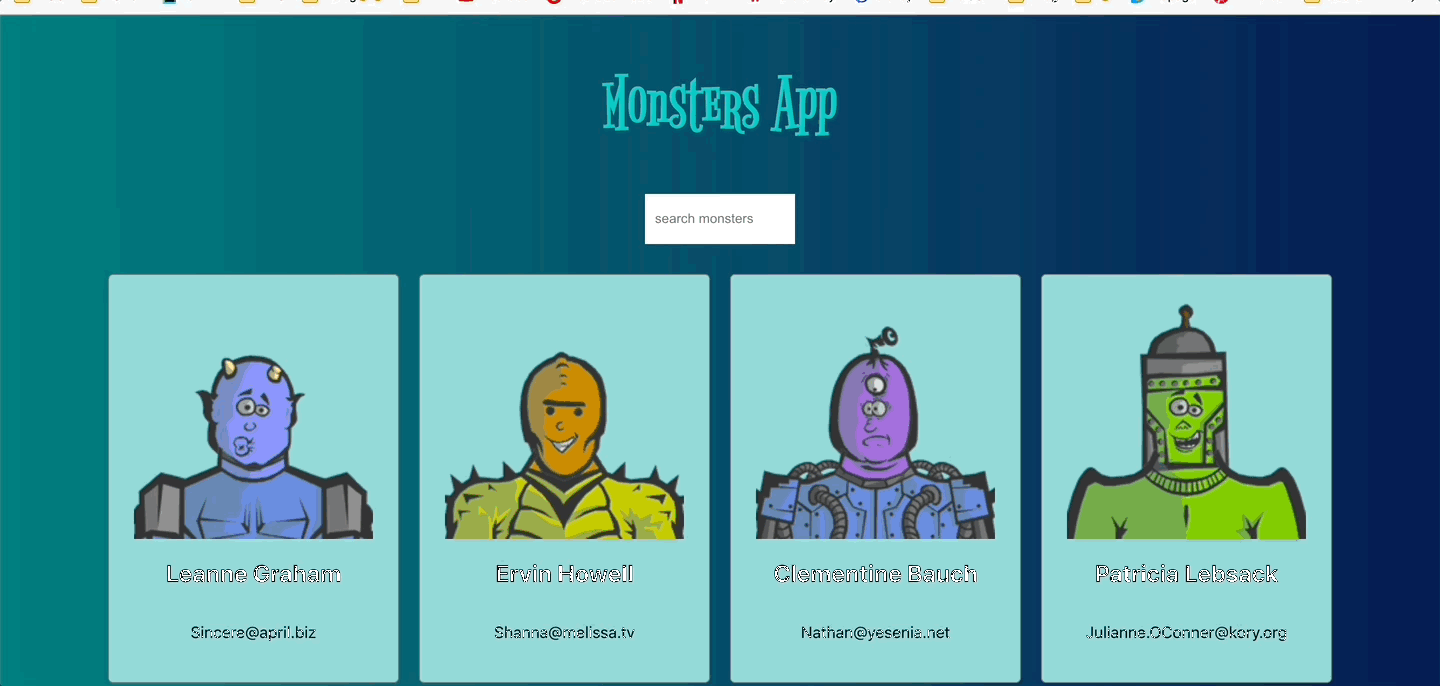 Monsters App
search monsters
Leanne Graham
Ervin Howell
Clementine Bauch
Patricia Lebsack
Sincere@april.biz
Shanna@melissa.tv
Nathan@yesenia.net
Julianne.OConner@kory.org